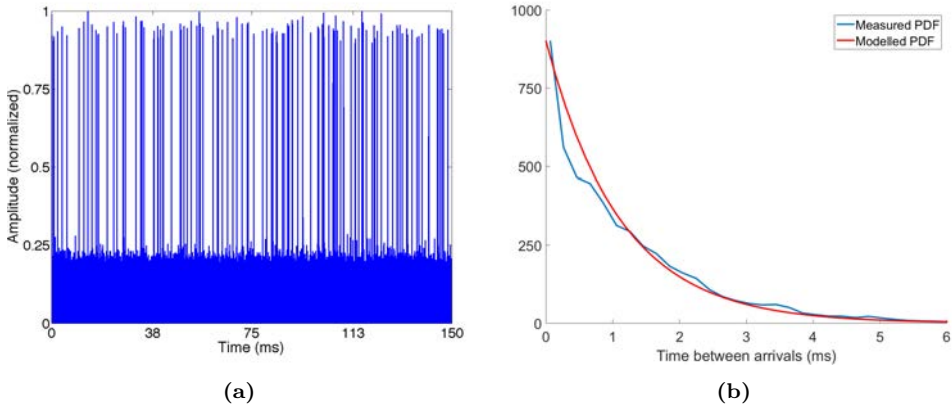 1
0.75
0.5
0.25
0
Amplitude (normalized)
0 38 75 113 150
Time (ms)
(a)
1000
750
500
250
0
Measured PDF
Modelled PDF
0 1 2 3 4 5 6
Time between arrivals (ms)
(b)